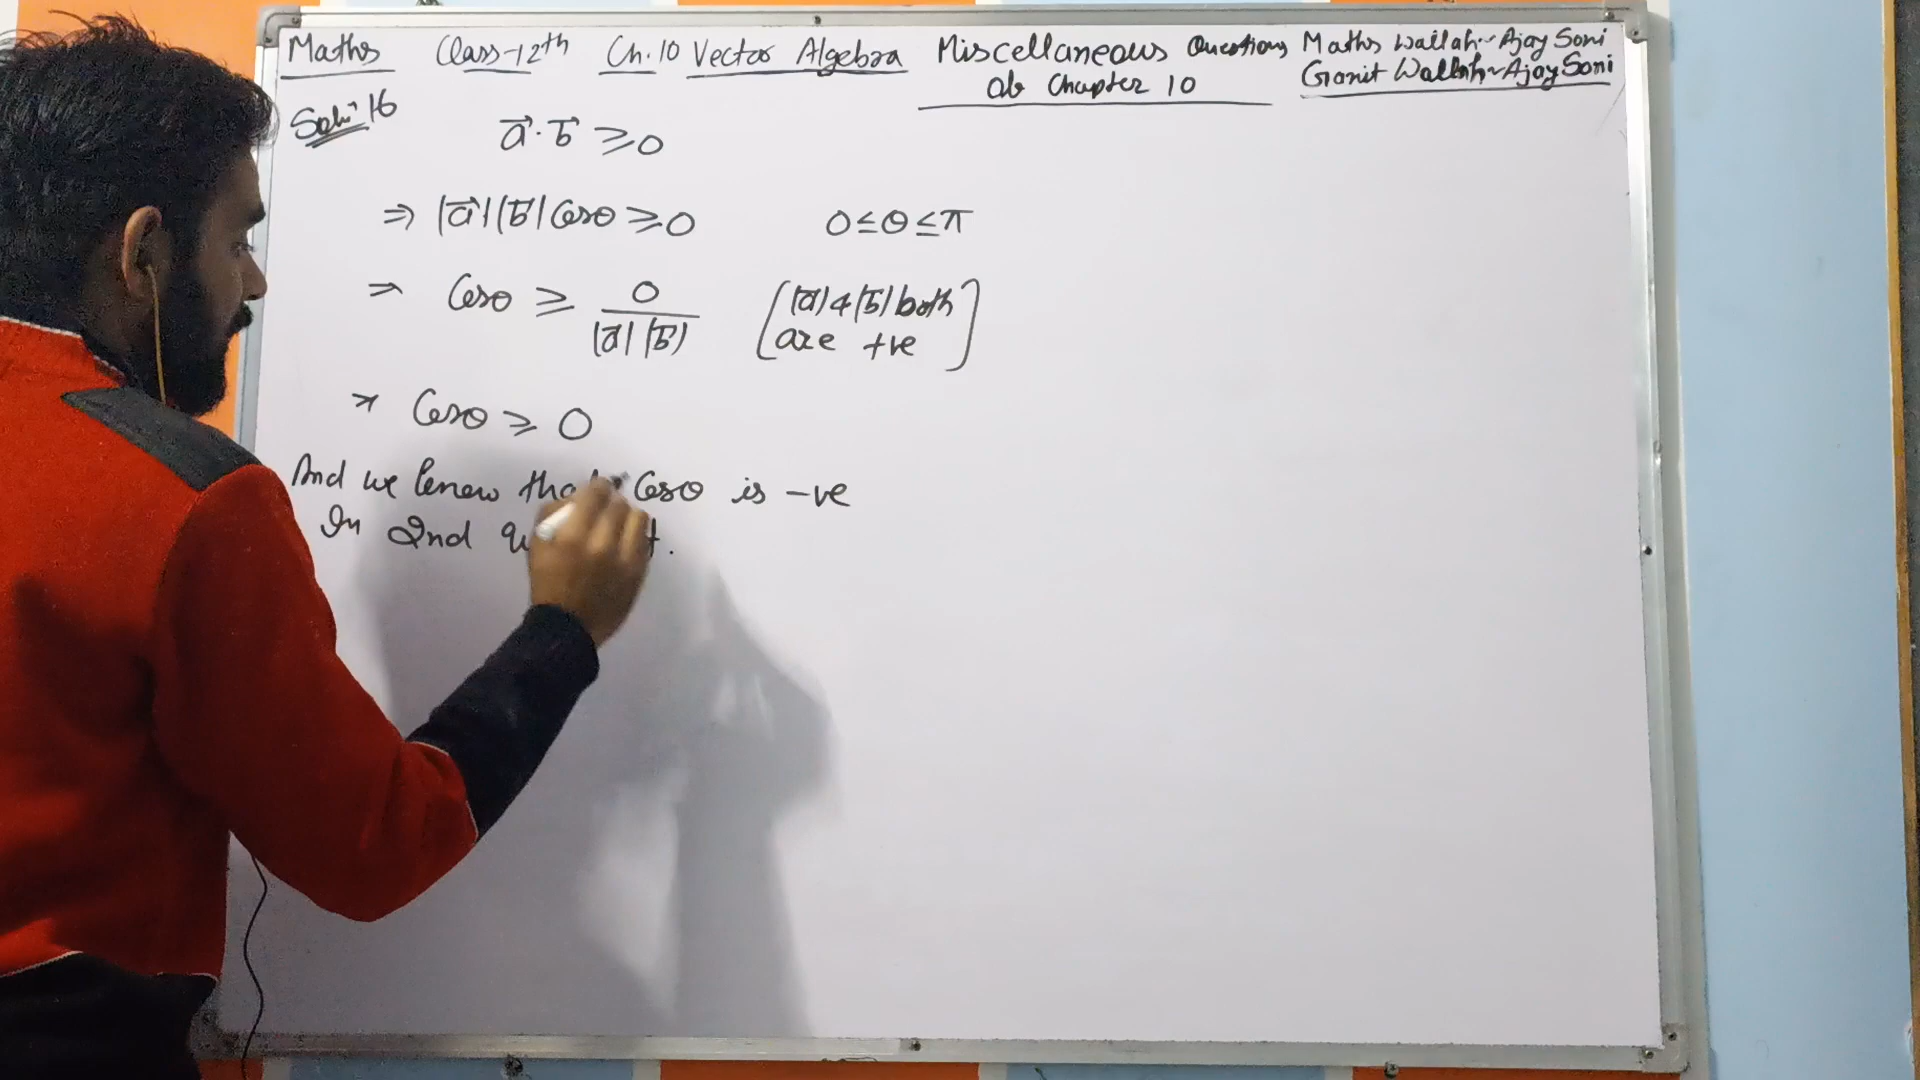 Maths Class-12th Ch.10 Vector Algebra Miscellaneous Questions Maths Wallah~Ajay Soni
Of Chapter 10 Ganit Wallah~Ajay Soni
Soln 16
a⃗·b⃗ ≥ 0
⇒ |a⃗||b⃗| Cosθ ≥ 0 0≤θ≤π
⇒ Cosθ ≥ 0/(|a⃗||b⃗|) [|a⃗| & |b⃗| both are +ve]
⇒ Cosθ ≥ 0
And we know that Cosθ is -ve
In 2nd